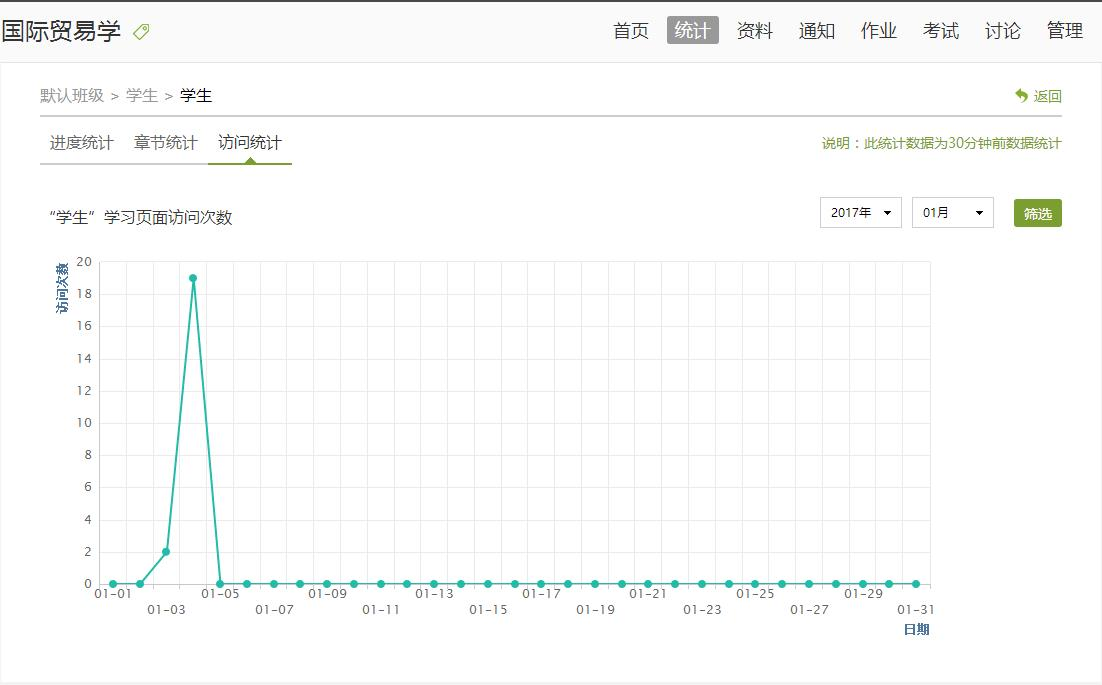 国际贸易学
首页 统计 资料 通知 作业 考试 讨论 管理
默认班级 > 学生 > 学生
返回
进度统计 章节统计 访问统计
说明：此统计数据为30分钟前数据统计
“学生”学习页面访问次数
2017年 01月 筛选
访问次数
20
18
16
14
12
10
8
6
4
2
0
01-01 01-05 01-09 01-13 01-17 01-21 01-25 01-29
01-03 01-07 01-11 01-15 01-19 01-23 01-27 01-31
日期